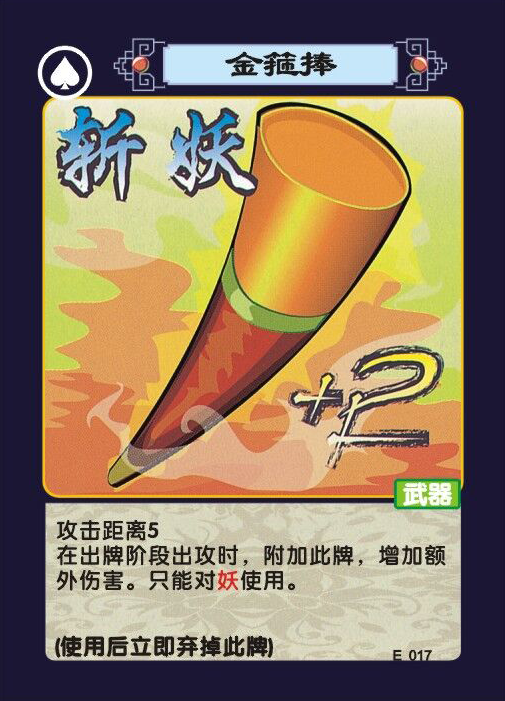 金箍捧
斩妖
+2
武器
攻击距离5
在出牌阶段出攻时，附加此牌，增加额
外伤害。只能对妖使用。
(使用后立即弃掉此牌)
E 017